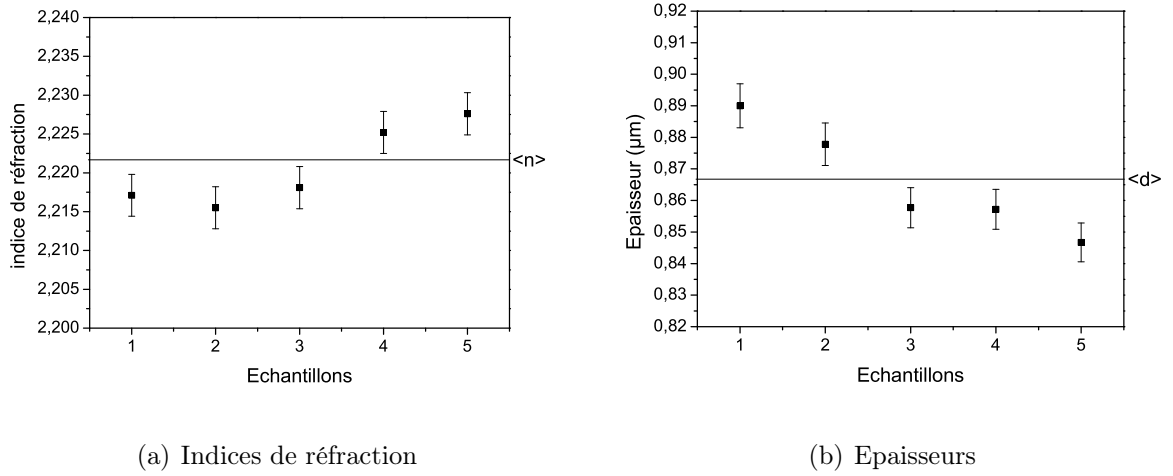 2,240
2,235
2,230
2,225
2,220
2,215
2,210
2,205
2,200
indice de réfraction
<n>
1 2 3 4 5
Echantillons
(a) Indices de réfraction
0,92
0,91
0,90
0,89
0,88
0,87
0,86
0,85
0,84
0,83
0,82
Epaisseur (µm)
<d>
1 2 3 4 5
Echantillons
(b) Epaisseurs